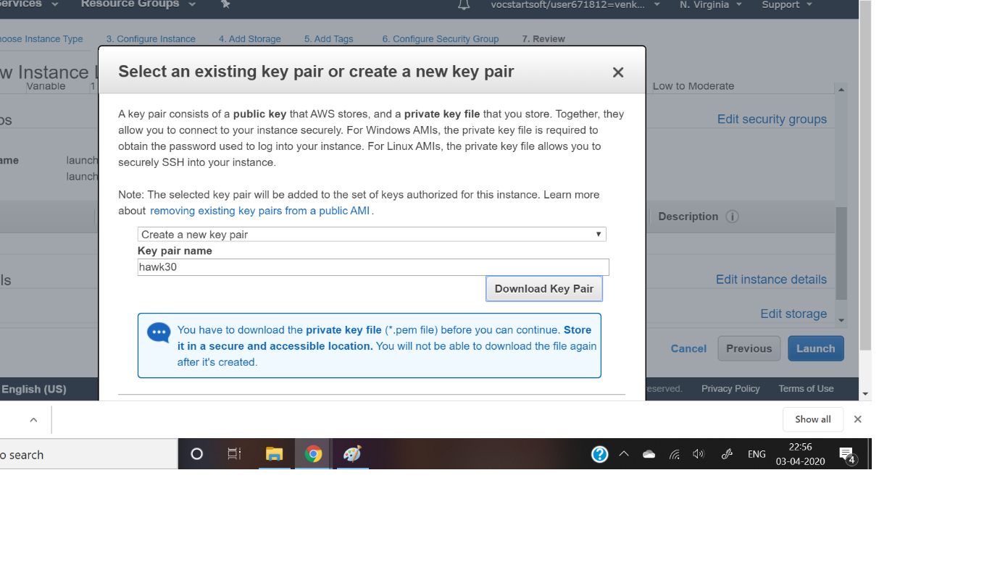 ervices
Resource Groups
vocstartsoft/user671812=venk...
N. Virginia
Support
oose Instance Type
3. Configure Instance
4. Add Storage
5. Add Tags
6. Configure Security Group
7. Review
w Instance
Variable
1
Low to Moderate
Select an existing key pair or create a new key pair
A key pair consists of a public key that AWS stores, and a private key file that you store. Together, they
allow you to connect to your instance securely. For Windows AMIs, the private key file is required to
obtain the password used to log into your instance. For Linux AMIs, the private key file allows you to
securely SSH into your instance.
Note: The selected key pair will be added to the set of keys authorized for this instance. Learn more
about removing existing key pairs from a public AMI.
Create a new key pair
Key pair name
hawk30
Download Key Pair
You have to download the private key file (*.pem file) before you can continue. Store
it in a secure and accessible location. You will not be able to download the file again
after it's created.
ps
Edit security groups
ame
launch
launch
Description
ls
Edit instance details
Edit storage
Cancel
Previous
Launch
English (US)
eserved.
Privacy Policy
Terms of Use
Show all
o search
ENG
22:56
03-04-2020
4